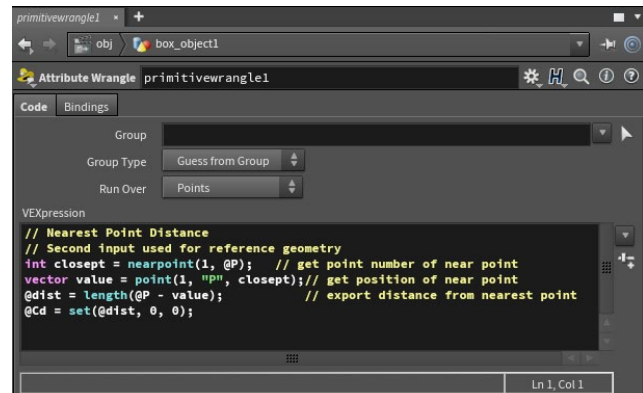 primitivewrangle1 × +
obj box_object1
Attribute Wrangle primitivewrangle1
Code Bindings
Group
Group Type Guess from Group
Run Over Points
VEXpression
// Nearest Point Distance
// Second input used for reference geometry
int closept = nearpoint(1, @P); // get point number of near point
vector value = point(1, "P", closept);// get position of near point
@dist = length(@P - value); // export distance from nearest point
@Cd = set(@dist, 0, 0);
Ln 1, Col 1